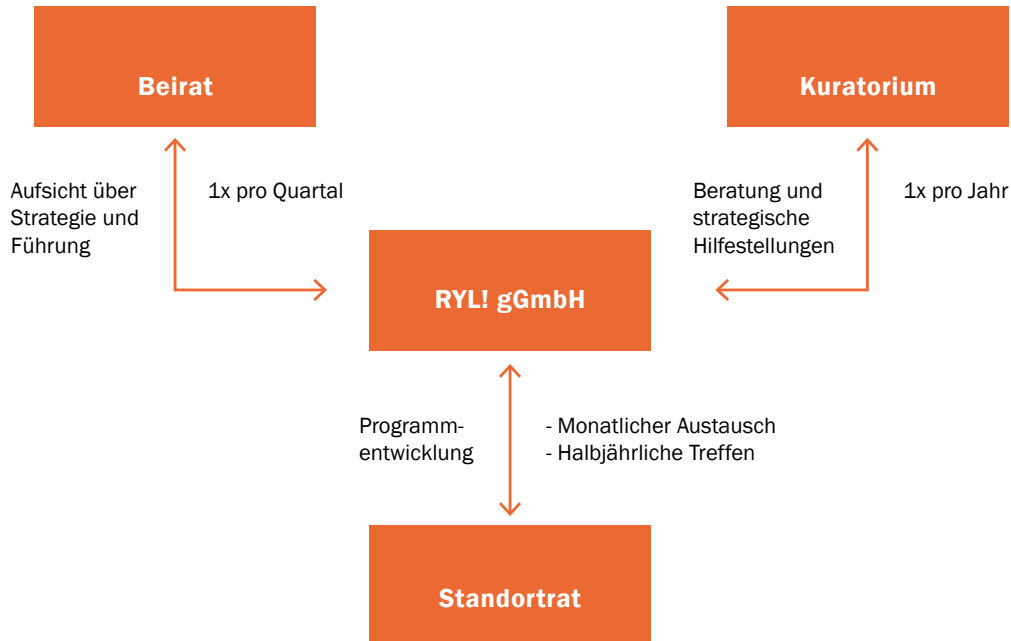 Beirat
Kuratorium
Aufsicht über
Strategie und
Führung
1x pro Quartal
Beratung und
strategische
Hilfestellungen
1x pro Jahr
RYL! gGmbH
Programm-
entwicklung
- Monatlicher Austausch
- Halbjährliche Treffen
Standortrat